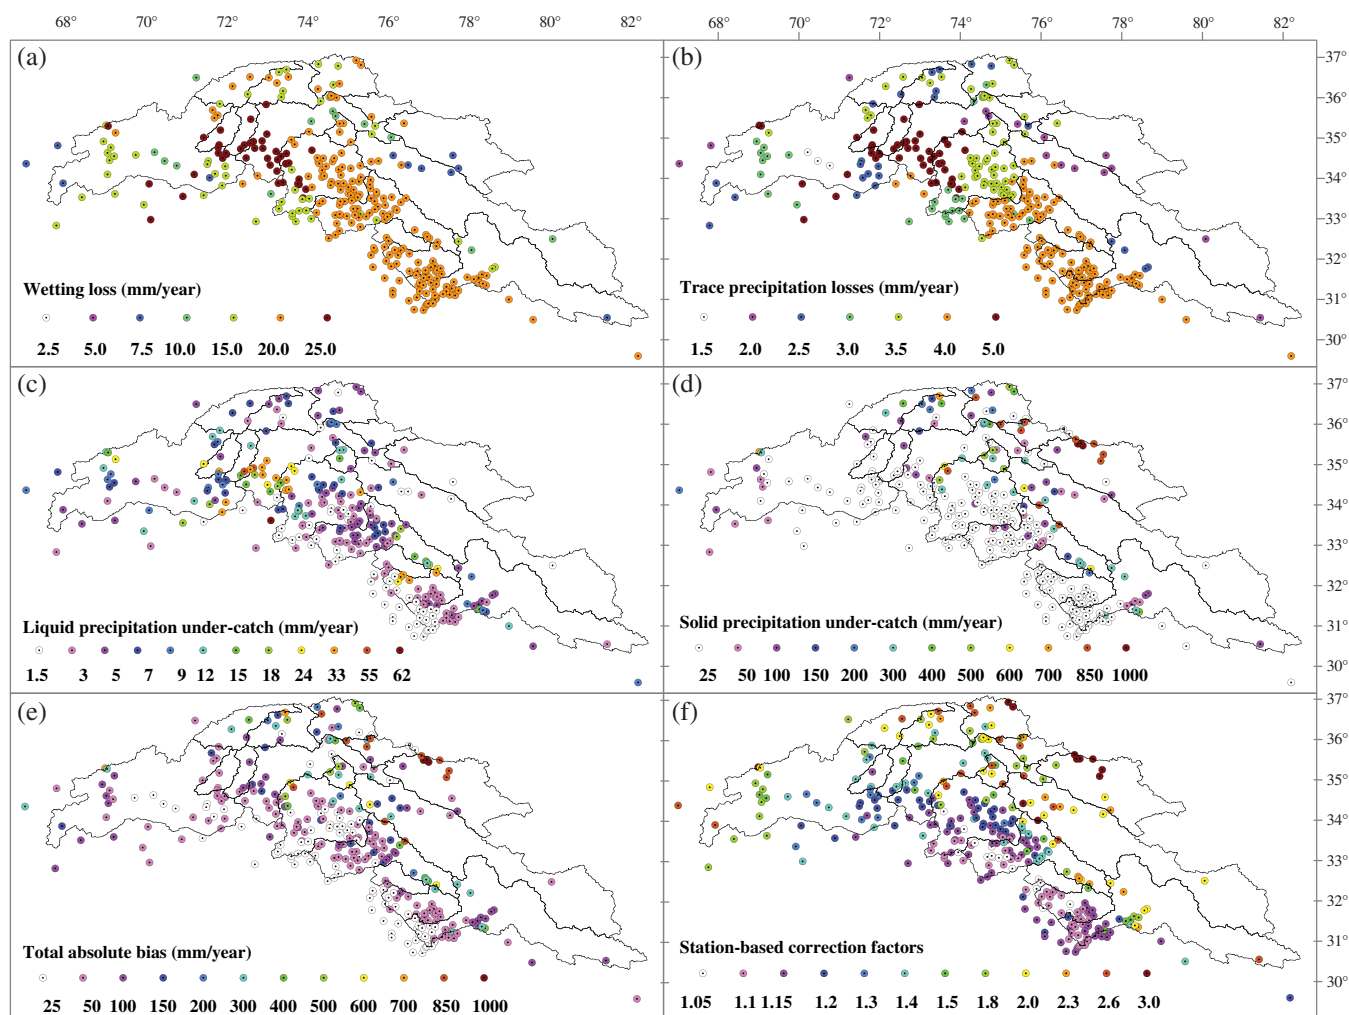 68° 70° 72° 74° 76° 78° 80° 82° 68° 70° 72° 74° 76° 78° 80° 82°
(a)
Wetting loss (mm/year)
2.5 5.0 7.5 10.0 15.0 20.0 25.0
(b)
Trace precipitation losses (mm/year)
1.5 2.0 2.5 3.0 3.5 4.0 5.0
37°
36°
35°
34°
33°
32°
31°
30°
(c)
Liquid precipitation under-catch (mm/year)
1.5 3 5 7 9 12 15 18 24 33 55 62
(d)
Solid precipitation under-catch (mm/year)
25 50 100 150 200 300 400 500 600 700 850 1000
37°
36°
35°
34°
33°
32°
31°
30°
(e)
Total absolute bias (mm/year)
25 50 100 150 200 300 400 500 600 700 850 1000
(f)
Station-based correction factors
1.05 1.1 1.15 1.2 1.3 1.4 1.5 1.8 2.0 2.3 2.6 3.0
37°
36°
35°
34°
33°
32°
31°
30°